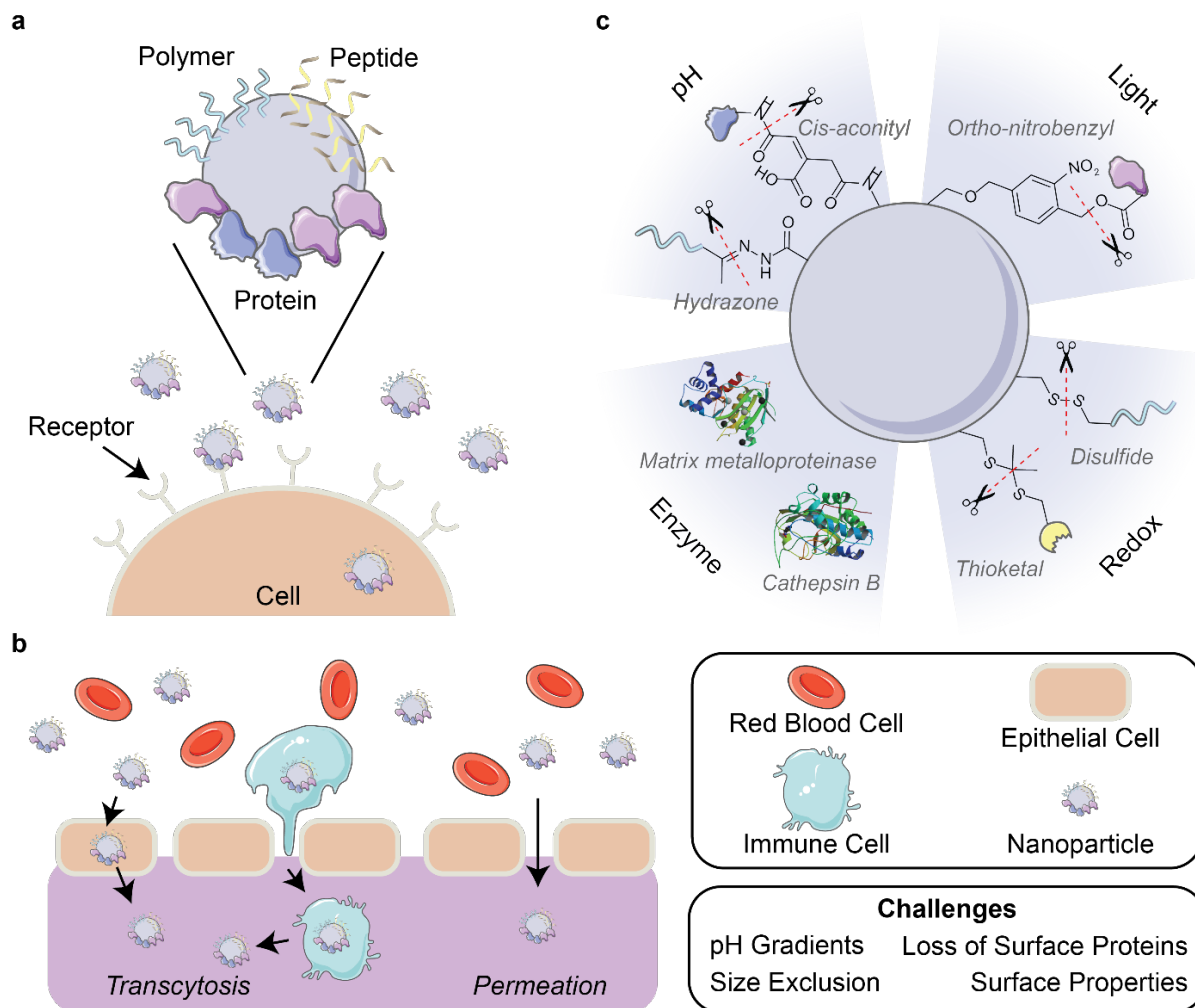 a
Polymer
Peptide
Protein
Receptor
Cell
b
Transcytosis
Permeation
c
pH
Light
Cis-aconityl
Ortho-nitrobenzyl
H
N
O
O
HO
O
N
H
NO₂
O
O
O
N
NH
O
H
Hydrazone
Matrix metalloproteinase
Cathepsin B
Enzyme
S
S
Disulfide
S
S
Thioketal
Redox
Red Blood Cell
Epithelial Cell
Immune Cell
Nanoparticle
Challenges
pH Gradients
Loss of Surface Proteins
Size Exclusion
Surface Properties